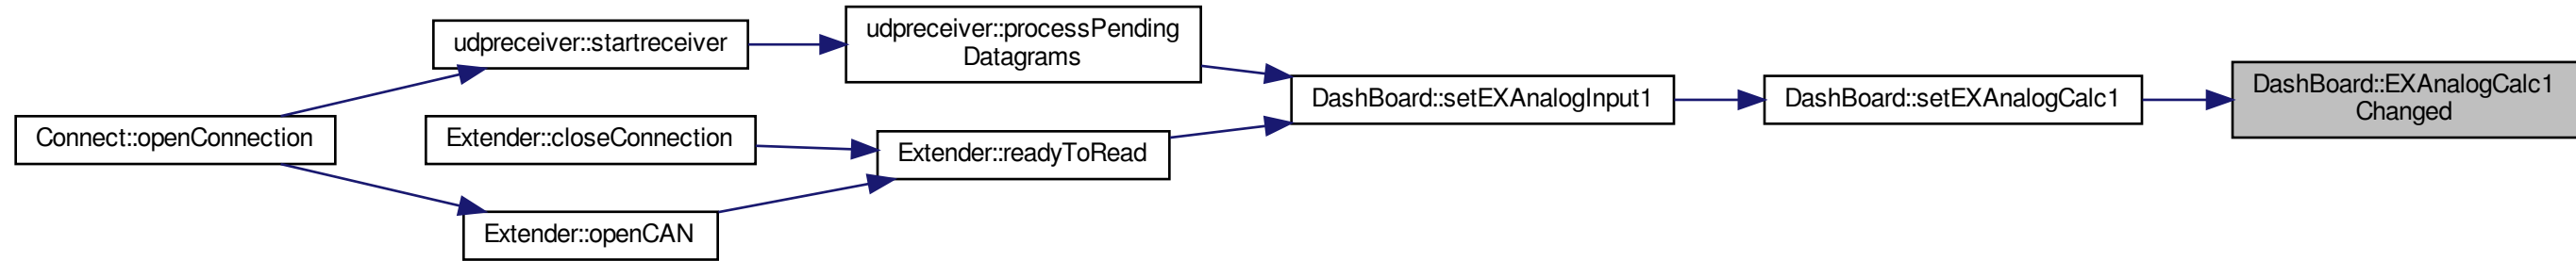 udpreceiver::startreceiver
udpreceiver::processPending
Datagrams
DashBoard::setEXAnalogInput1
DashBoard::setEXAnalogCalc1
DashBoard::EXAnalogCalc1
Changed
Connect::openConnection
Extender::closeConnection
Extender::readyToRead
Extender::openCAN